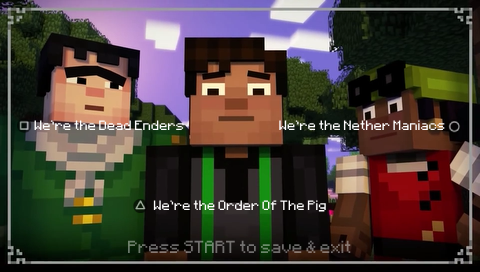 We're the Dead Enders
We're the Nether Maniacs
We're the Order Of The Pig
Press START to save & exit